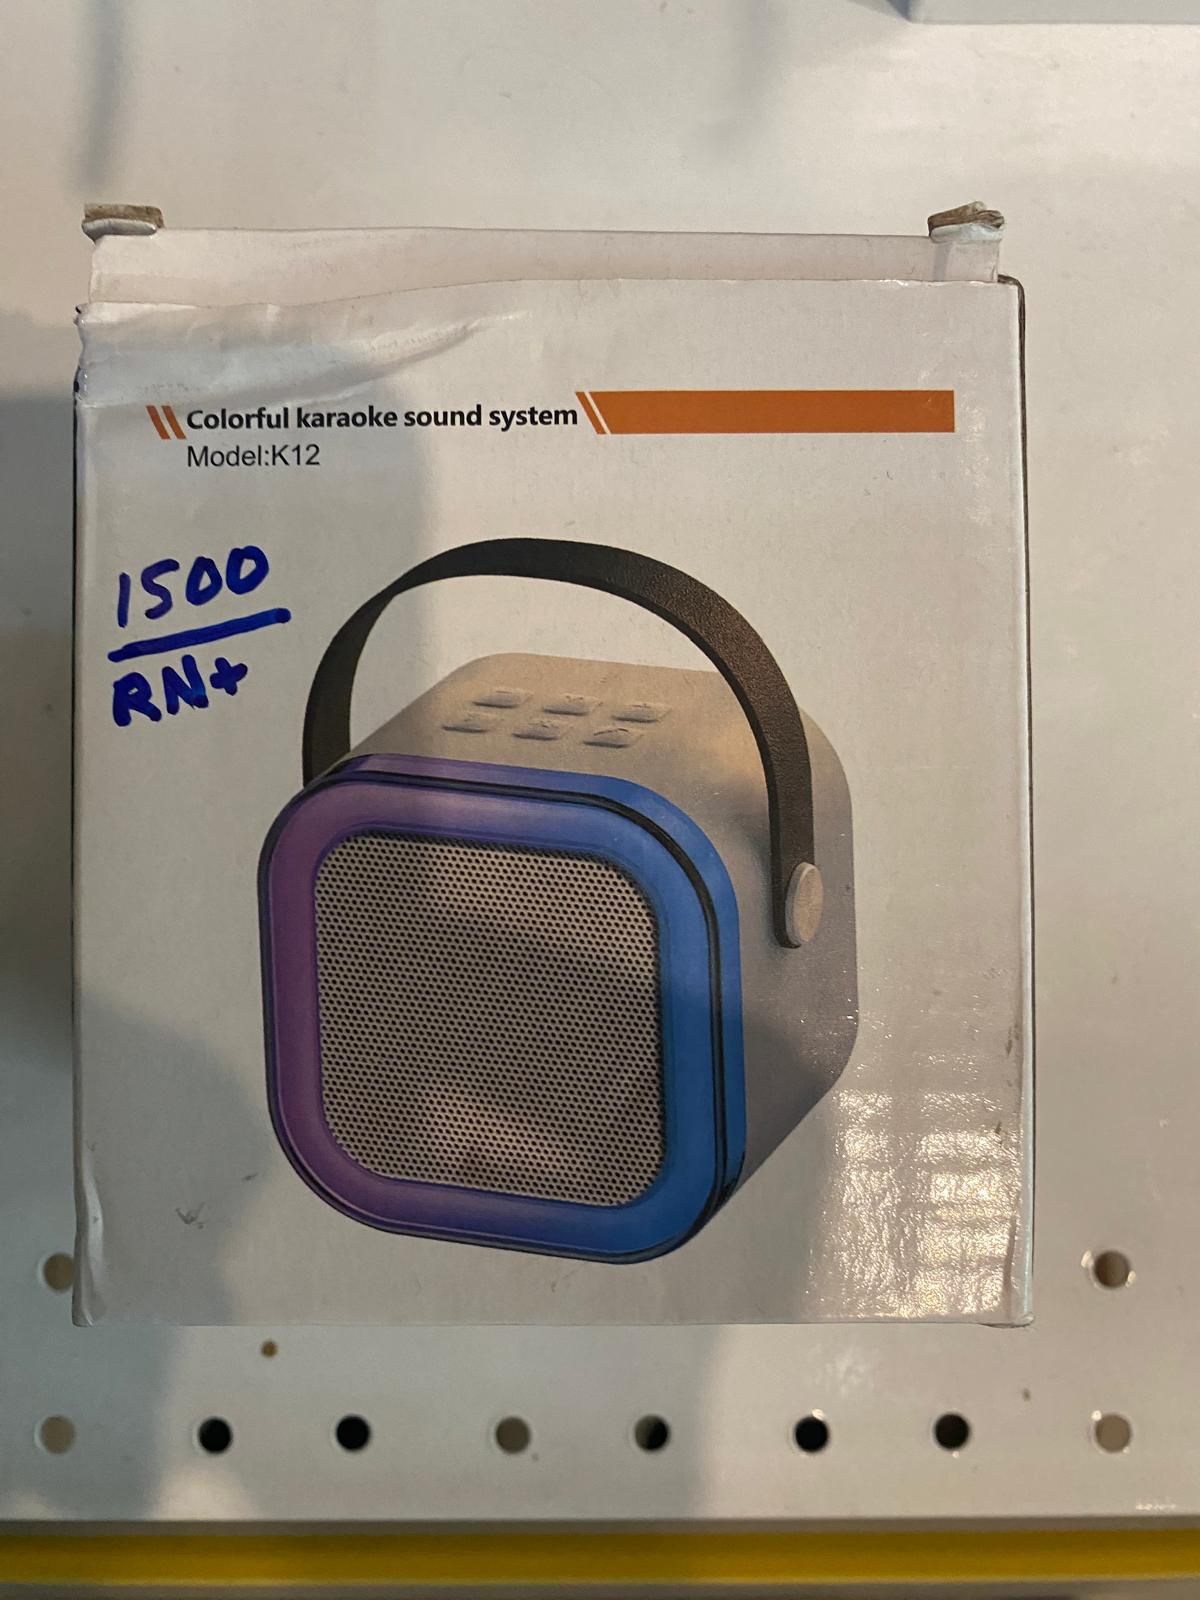 Colorful karaoke sound system
Model:K12
1500
RN+